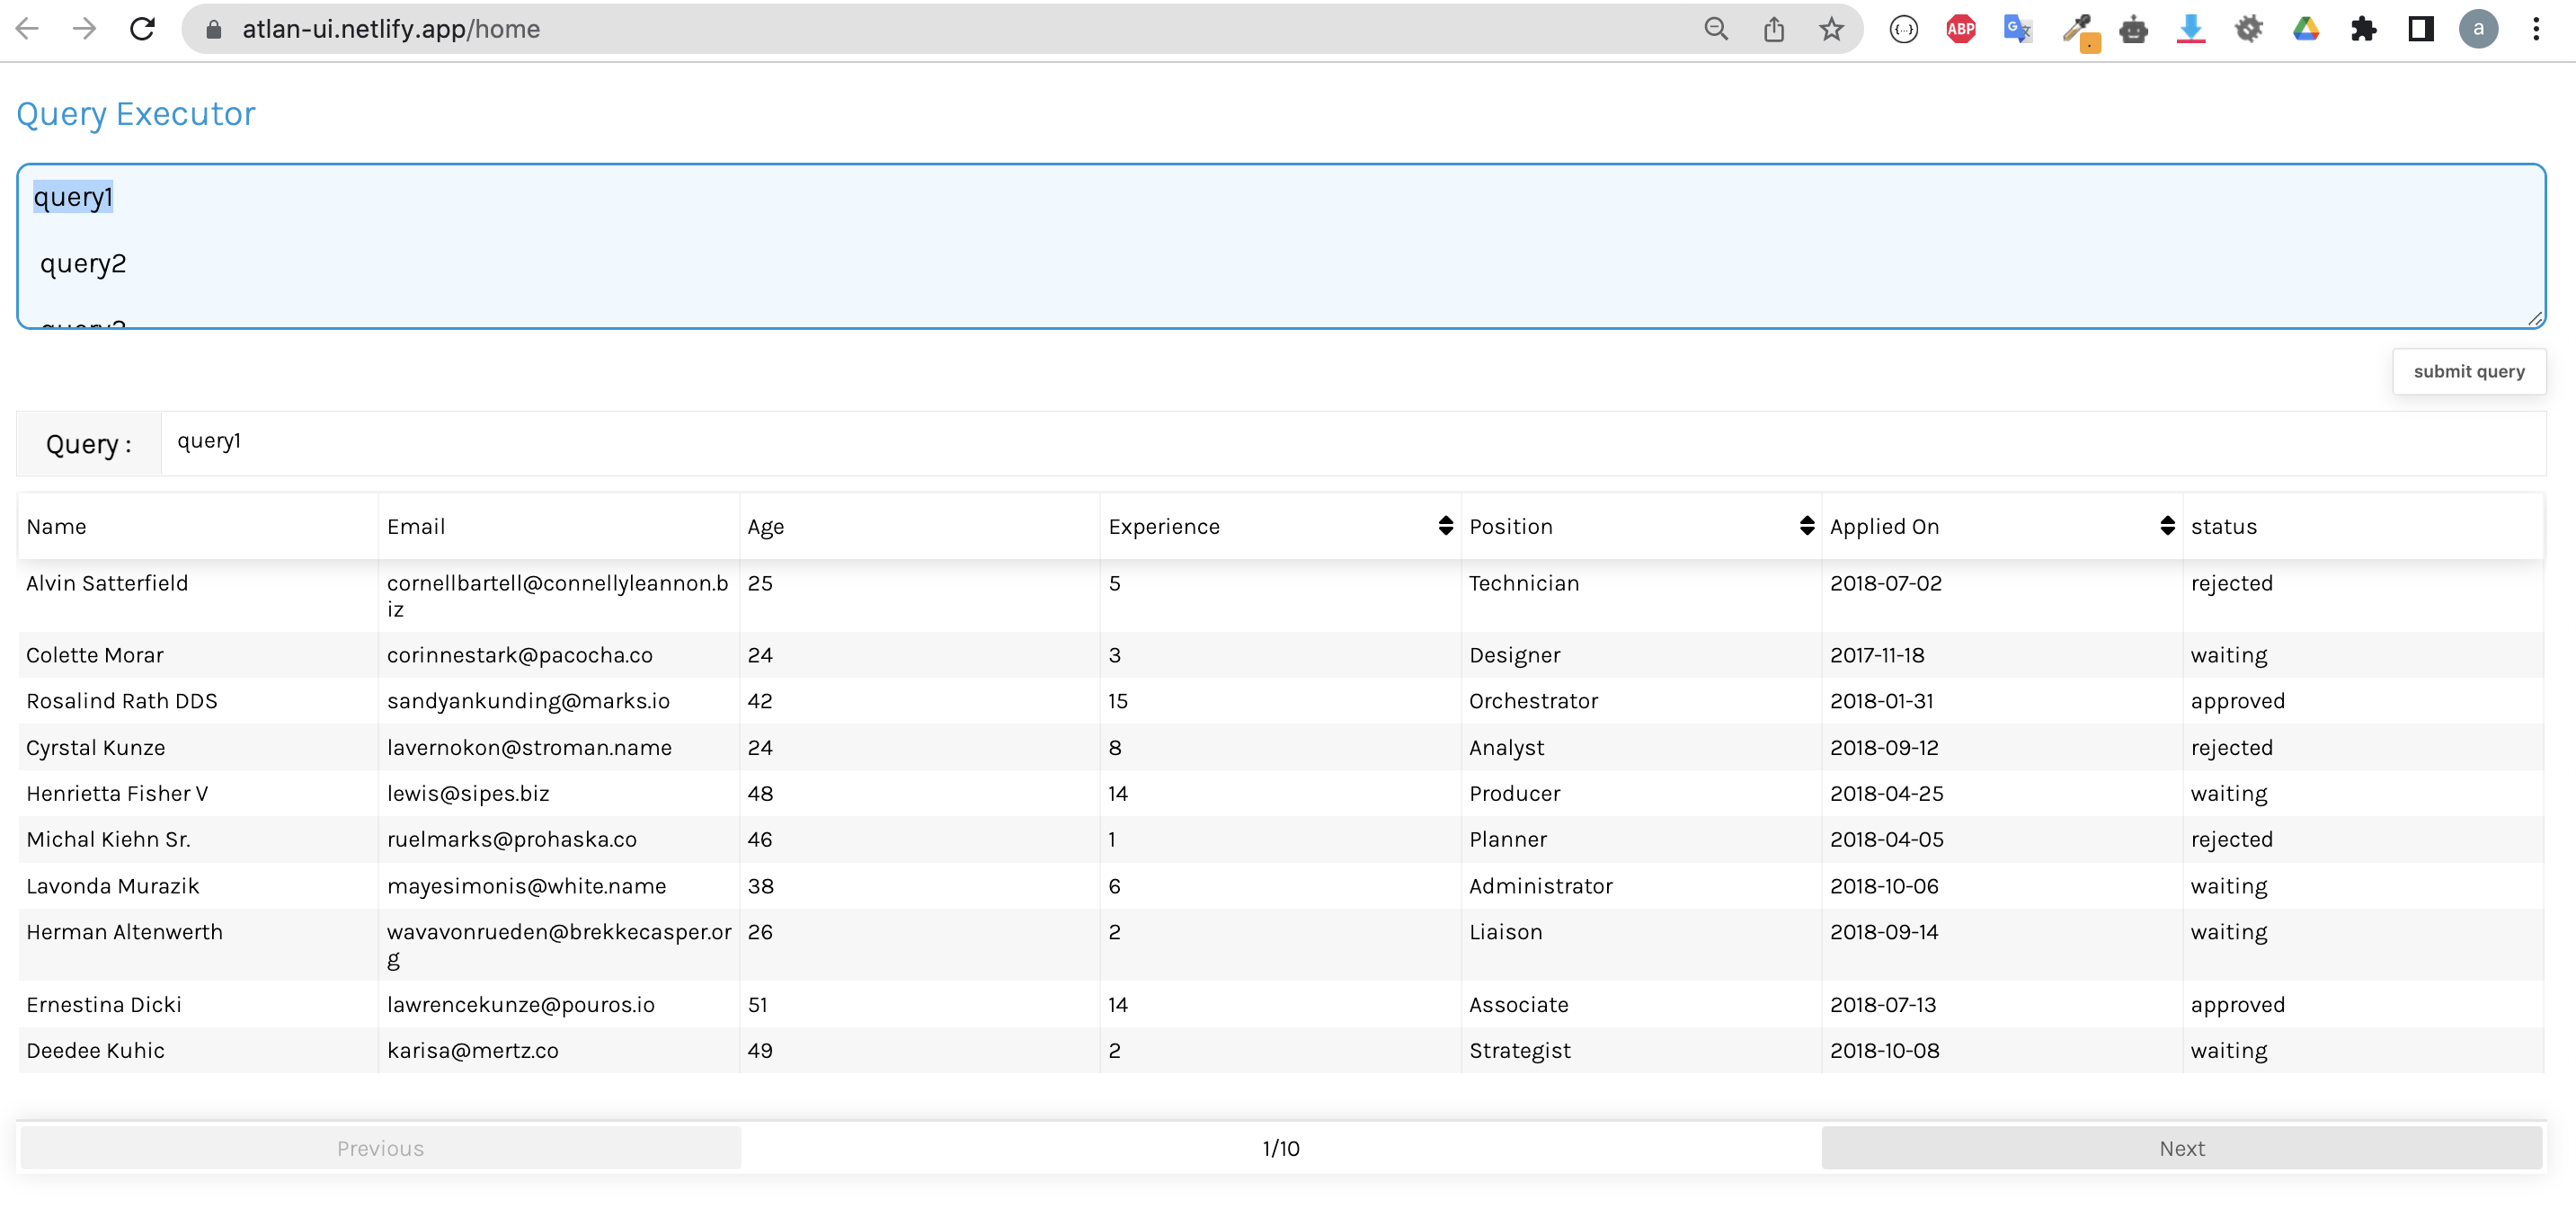 atlan-ui.netlify.app/home
ABP
G
a
Query Executor
query1
query2
submit query
Query : query1
Name Email Age Experience Position Applied On status
Alvin Satterfield cornellbartell@connellyleannon.b 25 5 Technician 2018-07-02 rejected
iz
Colette Morar corinnestark@pacocha.co 24 3 Designer 2017-11-18 waiting
Rosalind Rath DDS sandyankunding@marks.io 42 15 Orchestrator 2018-01-31 approved
Cyrstal Kunze lavernokon@stroman.name 24 8 Analyst 2018-09-12 rejected
Henrietta Fisher V lewis@sipes.biz 48 14 Producer 2018-04-25 waiting
Michal Kiehn Sr. ruelmarks@prohaska.co 46 1 Planner 2018-04-05 rejected
Lavonda Murazik mayesimonis@white.name 38 6 Administrator 2018-10-06 waiting
Herman Altenwerth wavavonrueden@brekkecasper.or 26 2 Liaison 2018-09-14 waiting
g
Ernestina Dicki lawrencekunze@pouros.io 51 14 Associate 2018-07-13 approved
Deedee Kuhic karisa@mertz.co 49 2 Strategist 2018-10-08 waiting
Previous 1/10 Next